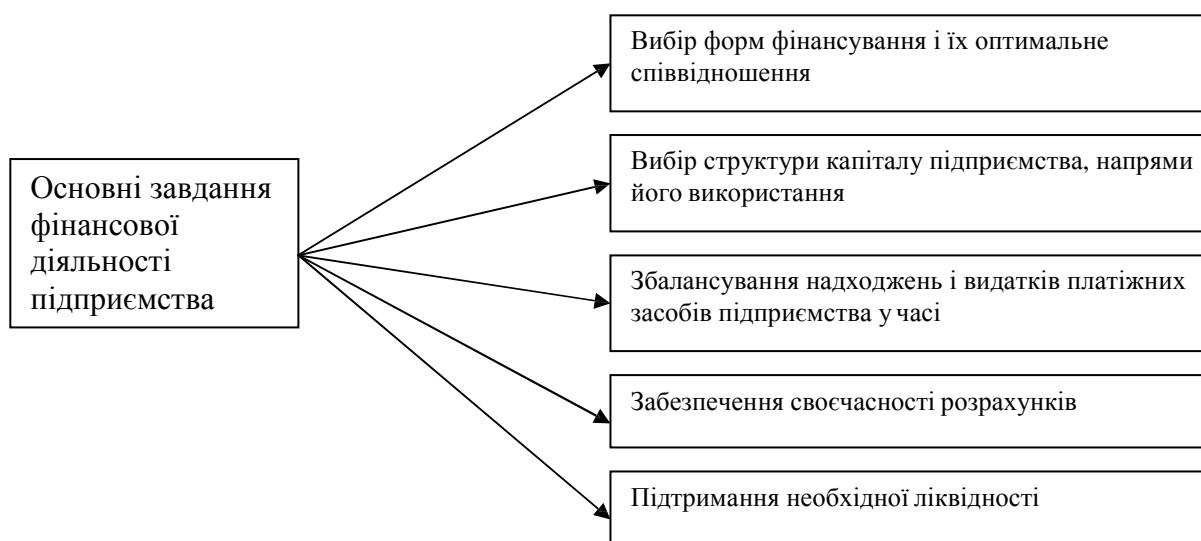 Основні завдання
фінансової
діяльності
підприємства
Вибір форм фінансування і їх оптимальне
співвідношення
Вибір структури капіталу підприємства, напрями
його використання
Збалансування надходжень і видатків платіжних
засобів підприємства у часі
Забезпечення своєчасності розрахунків
Підтримання необхідної ліквідності